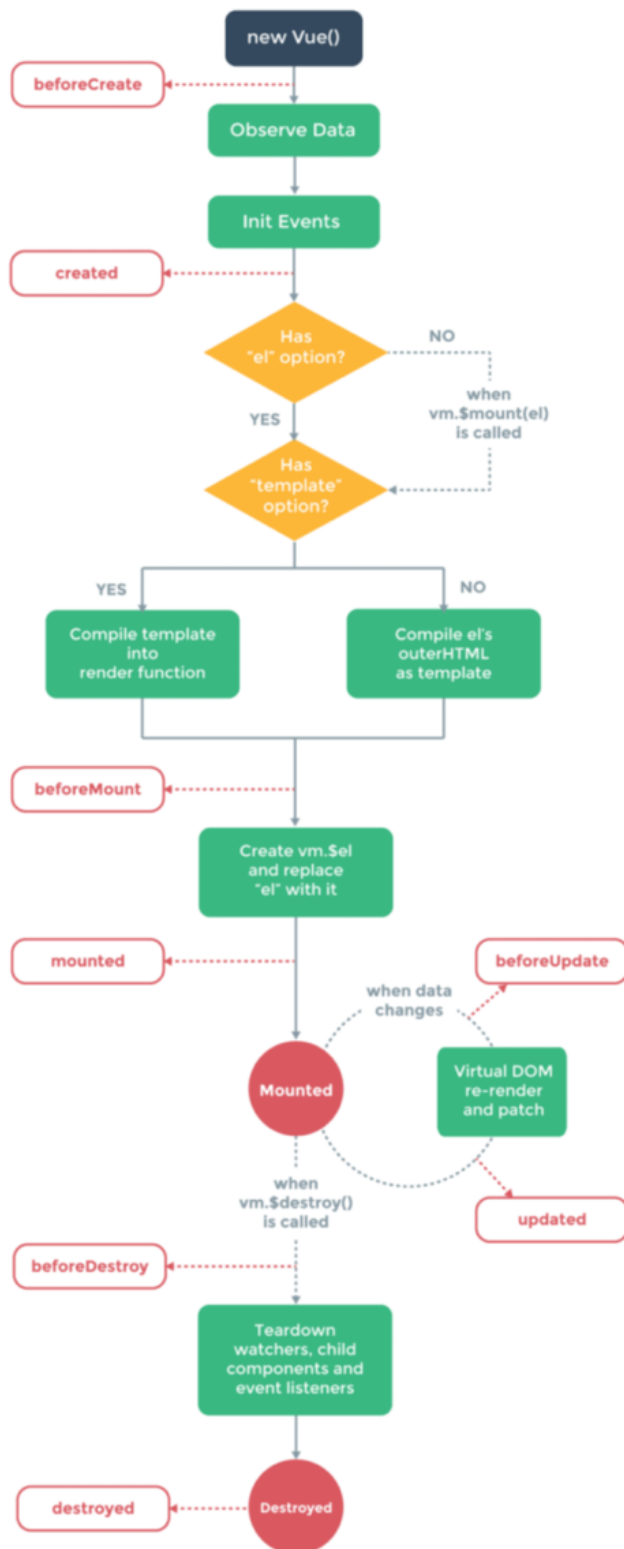 new Vue()
beforeCreate
Observe Data
Init Events
created
Has
"el" option?
NO
when
vm.$mount(el)
is called
YES
Has
"template"
option?
YES
NO
Compile template
into
render function
Compile el's
outerHTML
as template
beforeMount
Create vm.$el
and replace
"el" with it
mounted
beforeUpdate
when data
changes
Mounted
Virtual DOM
re-render
and patch
when
vm.$destroy()
is called
updated
beforeDestroy
Teardown
watchers, child
components and
event listeners
destroyed
Destroyed